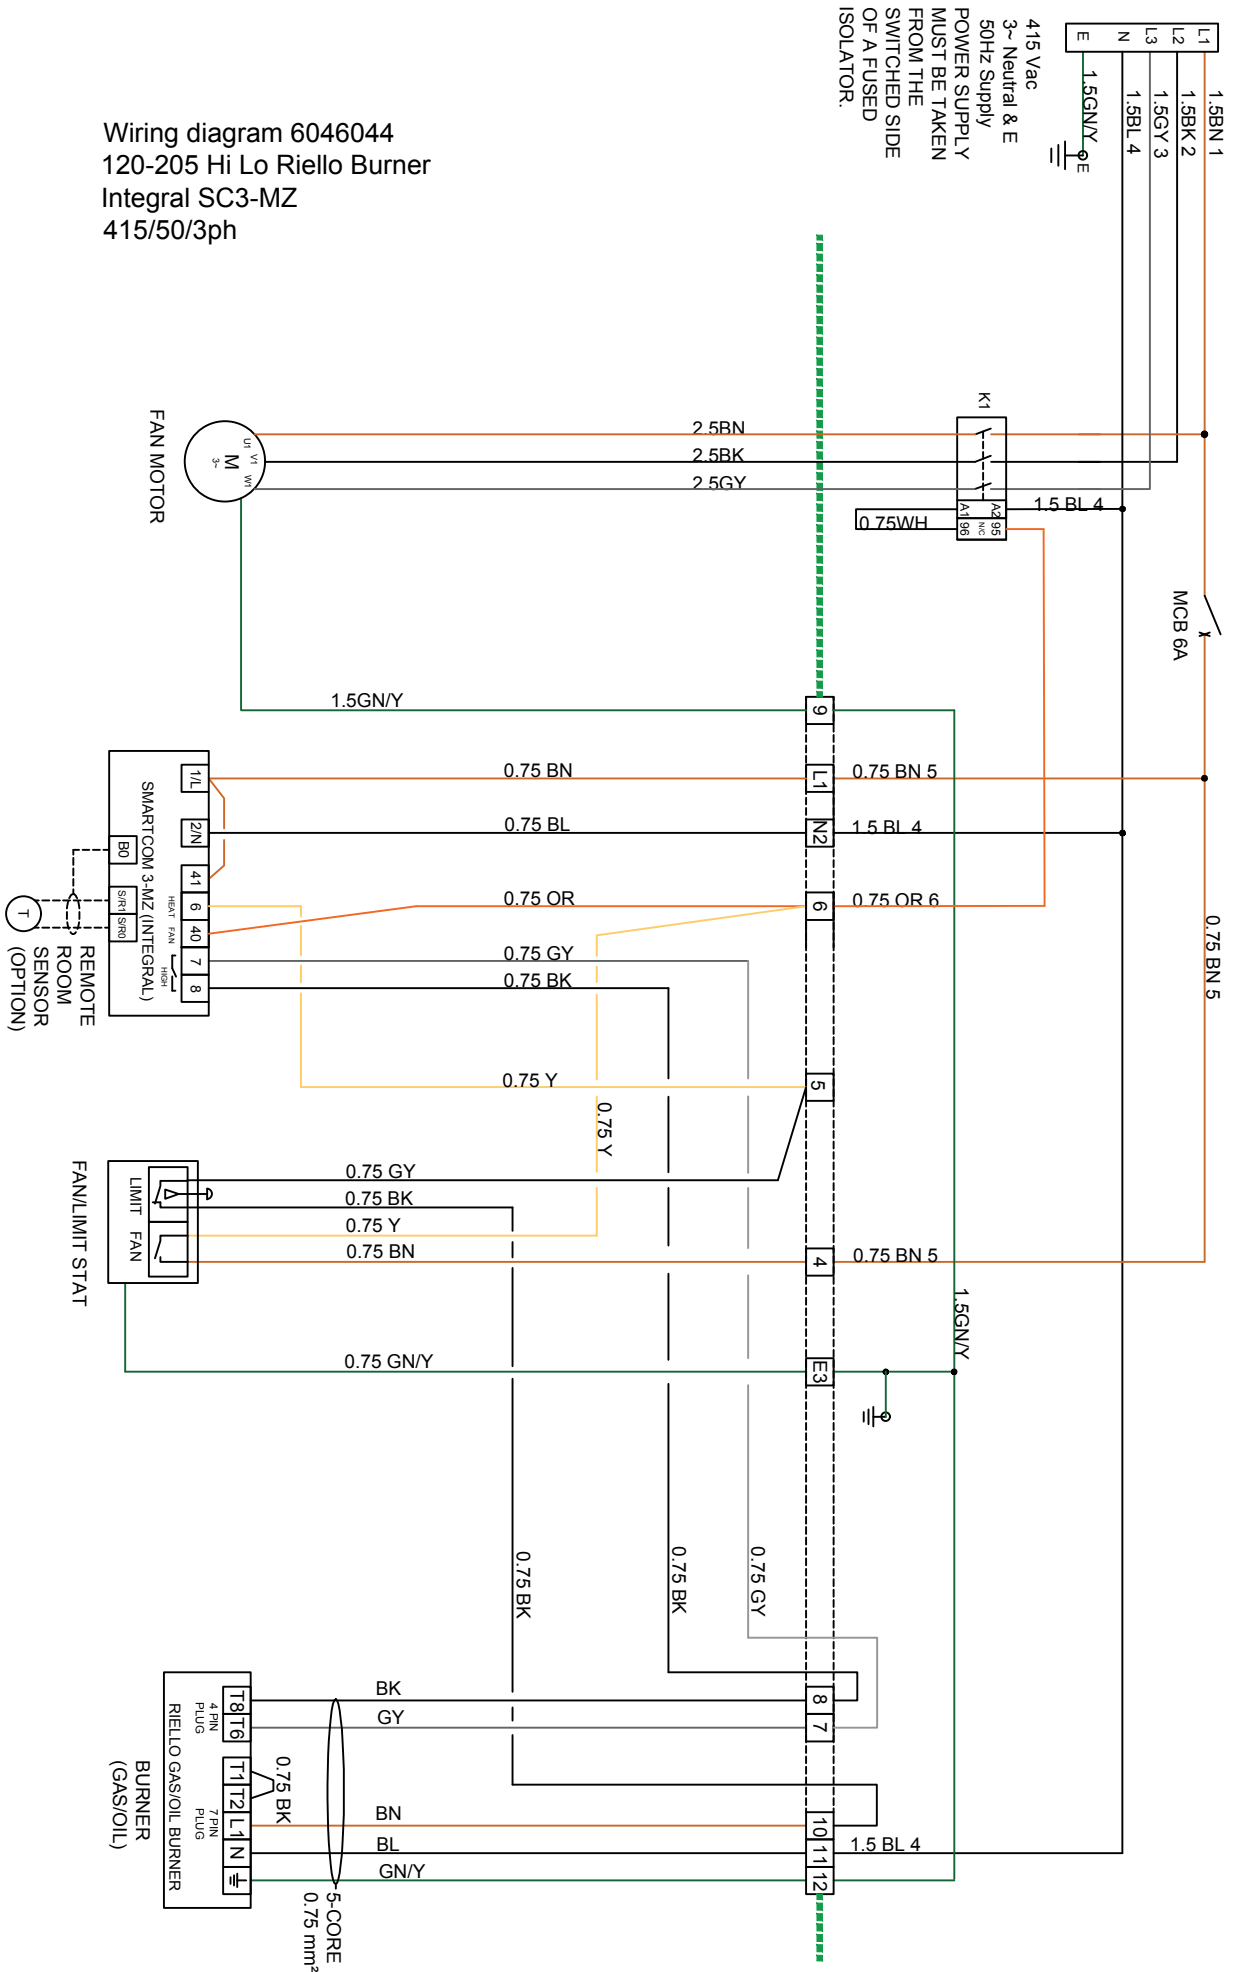 L1
L2
L3
N
E
1.5BN 1
1.5BK 2
1.5GY 3
1.5BL 4
1.5GN/Y
E
415 Vac
3~ Neutral & E
50Hz Supply
POWER SUPPLY
MUST BE TAKEN
FROM THE
SWITCHED SIDE
OF A FUSED
ISOLATOR.
Wiring diagram 6046044
120-205 Hi Lo Riello Burner
Integral SC3-MZ
415/50/3ph
K1
2.5BN
2.5BK
2.5GY
A1
A2
96
N/C
95
1.5 BL 4
0.75WH
U1
V1
W1
M
3~
FAN MOTOR
MCB 6A
1.5GN/Y
9
0.75 BN
L1
0.75 BN 5
0.75 BL
N2
1.5 BL 4
0.75 OR
6
0.75 OR 6
0.75 GY
0.75 BK
0.75 BN 5
1/L
2/N
41
6
40
7
8
HEAT
FAN
HIGH
SMARTCOM 3-MZ (INTEGRAL)
B0
S/R1
S/R0
T
REMOTE
ROOM
SENSOR
(OPTION)
0.75 Y
5
0.75 Y
0.75 GY
0.75 BK
0.75 Y
0.75 BN
4
0.75 BN 5
LIMIT
FAN
FAN/LIMIT STAT
1.5GN/Y
0.75 GN/Y
E3
0.75 BK
0.75 BK
0.75 GY
BK
8
GY
7
T8
T6
4 PIN
PLUG
T1
T2
L1
N
7 PIN
PLUG
0.75 BK
BN
10
BL
11
1.5 BL 4
GN/Y
12
RIELLO GAS/OIL BURNER
BURNER
(GAS/OIL)
5-CORE
0.75 mm²